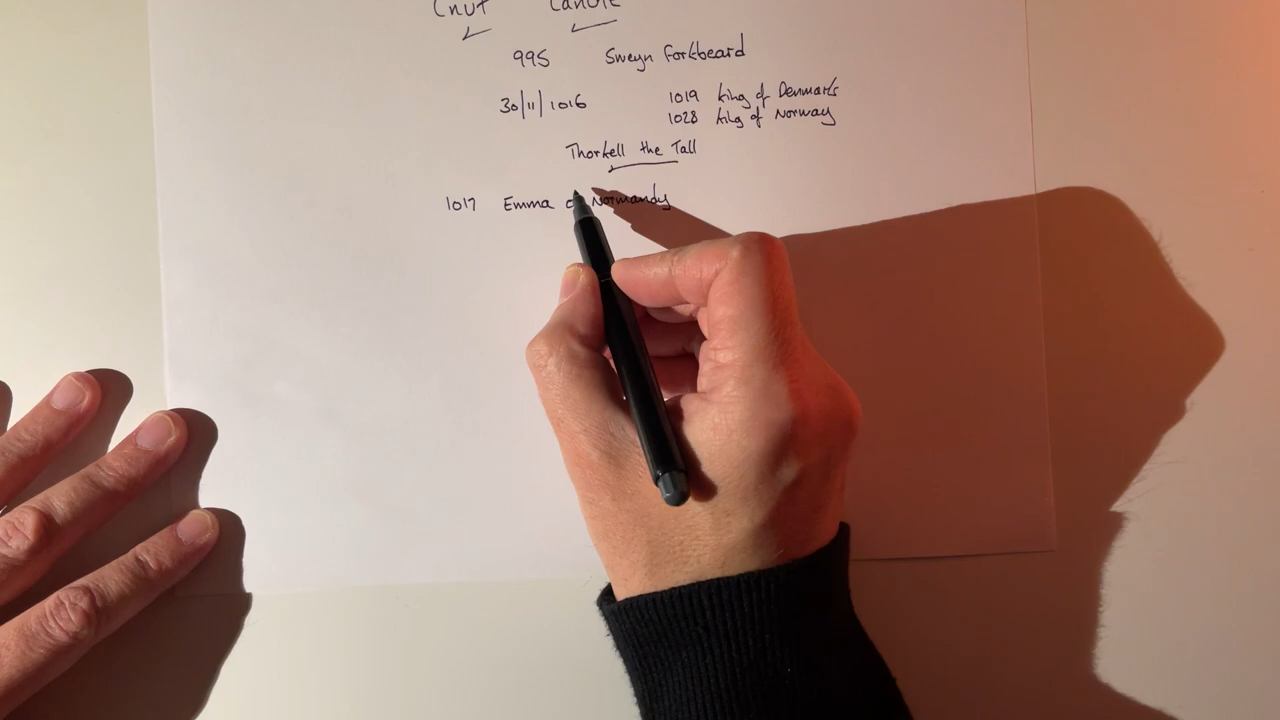 Cnut Canute
995 Sweyn Forkbeard
30/11/1016 1019 King of Denmark
1028 King of Norway
Thorkell the Tall
1017 Emma of Normandy